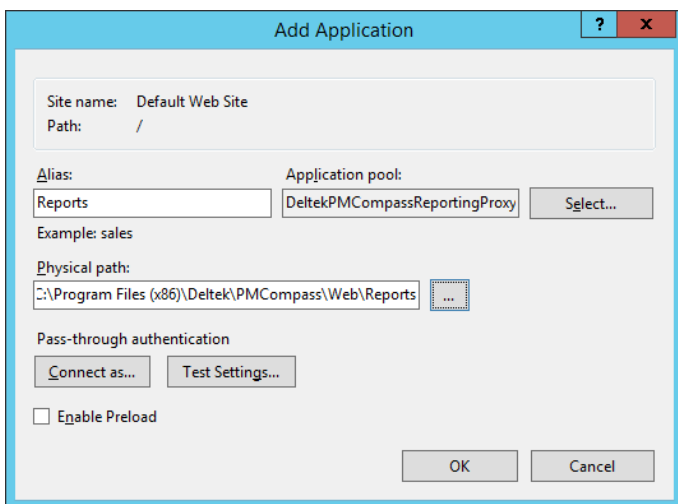 Add Application
?
x
Site name: Default Web Site
Path: /
Alias:
Application pool:
Reports
DeltekPMCompassReportingProxy
Select...
Example: sales
Physical path:
C:\Program Files (x86)\Deltek\PMCompass\Web\Reports
...
Pass-through authentication
Connect as...
Test Settings...
Enable Preload
OK
Cancel